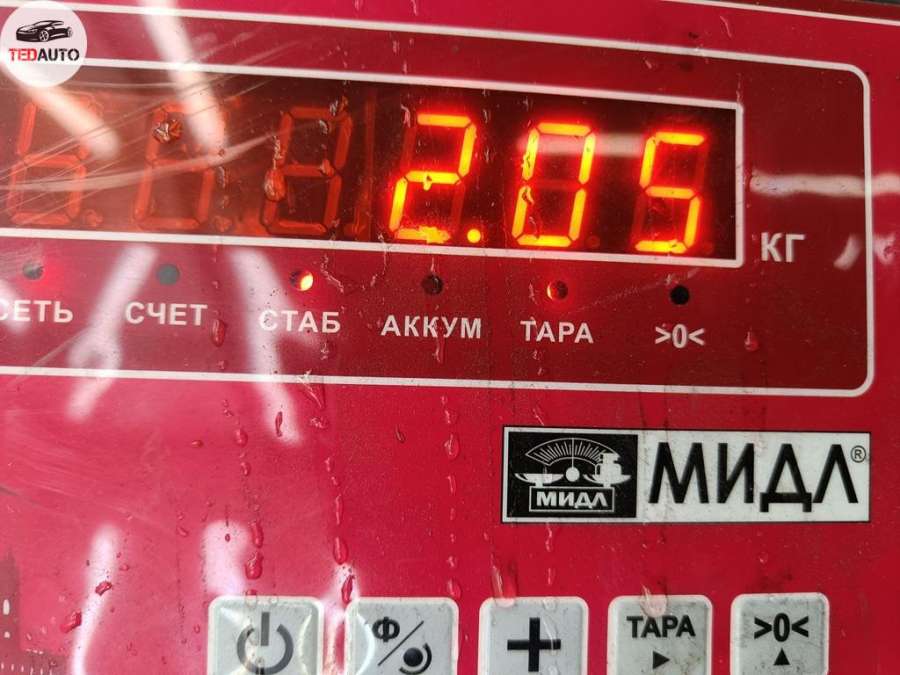 TEDAUTO
2.05
КГ
СЕТЬ СЧЕТ СТАБ АККУМ ТАРА >0<
МИДЛ МИДЛ®
Ф ТАРА >0<